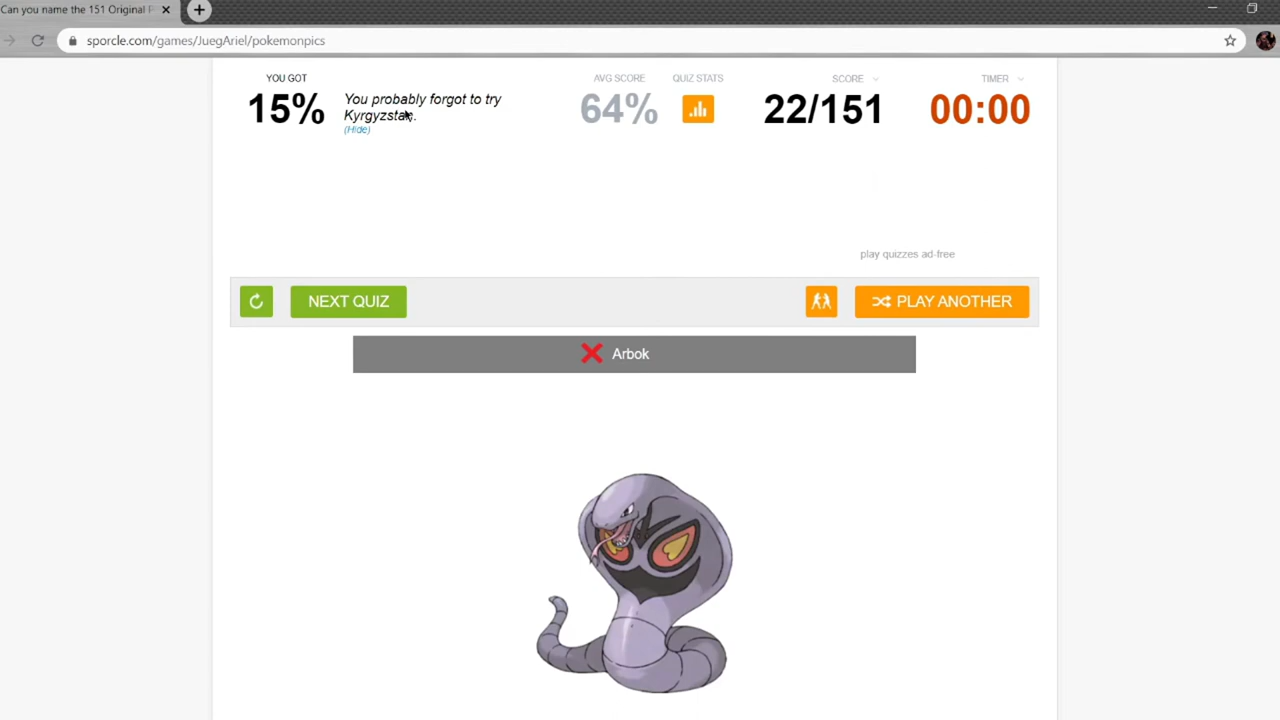 Can you name the 151 Original P
sporcle.com/games/JuegAriel/pokemonpics
YOU GOT
15%
You probably forgot to try
Kyrgyzstan.
(Hide)
AVG SCORE
64%
QUIZ STATS
SCORE
22/151
TIMER
00:00
play quizzes ad-free
NEXT QUIZ
PLAY ANOTHER
Arbok